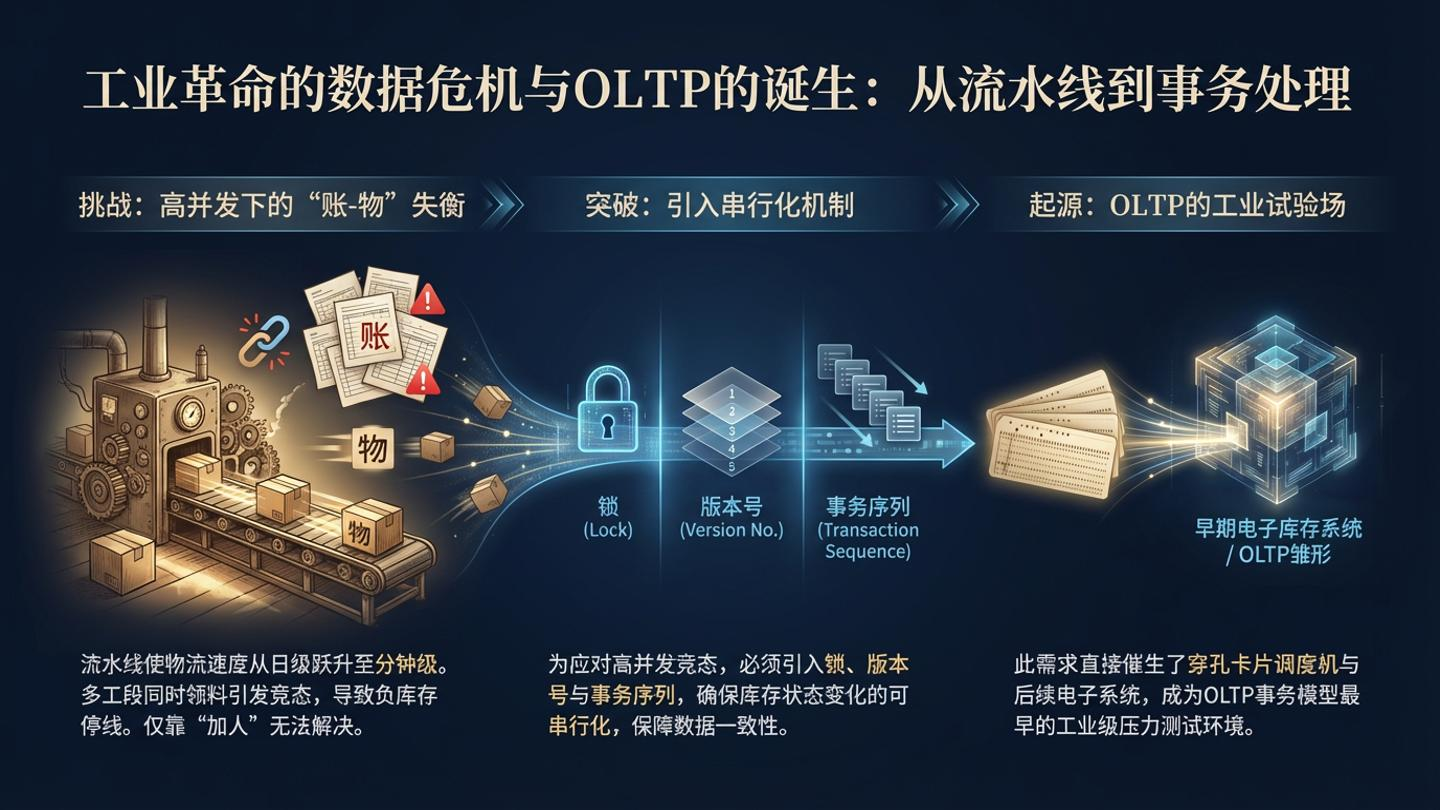 工业革命的数据危机与OLTP的诞生：从流水线到事务处理
挑战：高并发下的“账-物”失衡
突破：引入串行化机制
起源：OLTP的工业试验场
账
物
物
1
2
3
4
5
锁
(Lock)
版本号
(Version No.)
事务序列
(Transaction
Sequence)
早期电子库存系统
/ OLTP雏形
流水线使物流速度从日级跃升至分钟级。
多工段同时领料引发竞态，导致负库存
停线。仅靠“加人”无法解决。
为应对高并发竞态，必须引入锁、版本
号与事务序列，确保库存状态变化的可
串行化，保障数据一致性。
此需求直接催生了穿孔卡片调度机与
后续电子系统，成为OLTP事务模型最
早的工业级压力测试环境。